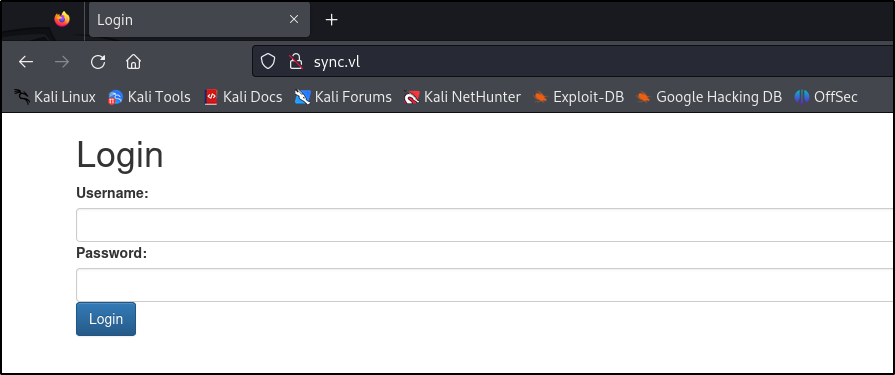 Login
sync.vl
Kali Linux Kali Tools Kali Docs Kali Forums Kali NetHunter Exploit-DB Google Hacking DB OffSec
Login
Username:
Password:
Login